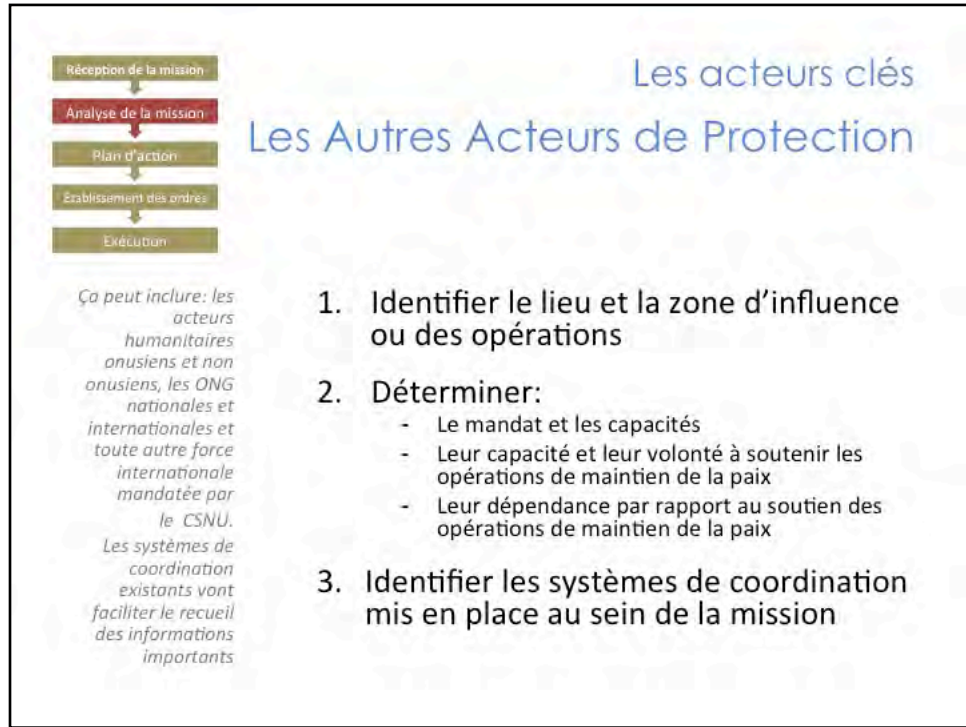 Réception de la mission
Analyse de la mission
Plan d'action
Etablissement des ordres
Exécution
Les acteurs clés
Les Autres Acteurs de Protection
Ça peut inclure: les
acteurs
humanitaires
onusiens et non
onusiens, les ONG
nationales et
internationales et
toute autre force
internationale
mandatée par
le CSNU.
Les systèmes de
coordination
existants vont
faciliter le recueil
des informations
importants
1. Identifier le lieu et la zone d'influence
ou des opérations
2. Déterminer:
- Le mandat et les capacités
- Leur capacité et leur volonté à soutenir les
opérations de maintien de la paix
- Leur dépendance par rapport au soutien des
opérations de maintien de la paix
3. Identifier les systèmes de coordination
mis en place au sein de la mission